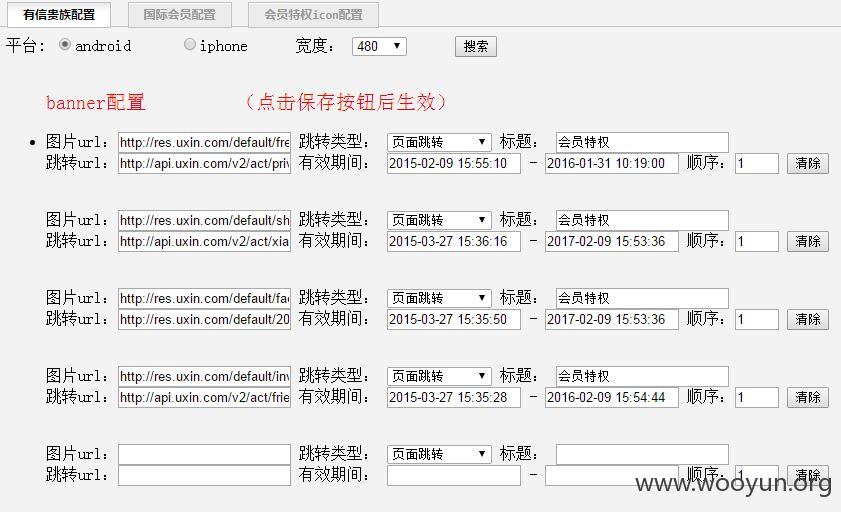 有信贵族配置 国际会员配置 会员特权icon配置
平台: android iphone 宽度: 480 搜索
banner配置 （点击保存按钮后生效）
图片url: http://res.uxin.com/default/fre 跳转类型: 页面跳转 标题: 会员特权
跳转url: http://api.uxin.com/v2/act/priv 有效期间: 2015-02-09 15:55:10 - 2016-01-31 10:19:00 顺序: 1 清除
图片url: http://res.uxin.com/default/sh 跳转类型: 页面跳转 标题: 会员特权
跳转url: http://api.uxin.com/v2/act/xia 有效期间: 2015-03-27 15:36:16 - 2017-02-09 15:53:36 顺序: 1 清除
图片url: http://res.uxin.com/default/fac 跳转类型: 页面跳转 标题: 会员特权
跳转url: http://res.uxin.com/default/20 有效期间: 2015-03-27 15:35:50 - 2017-02-09 15:53:36 顺序: 1 清除
图片url: http://res.uxin.com/default/inv 跳转类型: 页面跳转 标题: 会员特权
跳转url: http://api.uxin.com/v2/act/frie 有效期间: 2015-03-27 15:35:28 - 2016-02-09 15:54:44 顺序: 1 清除
图片url: 跳转类型: 页面跳转 标题:
跳转url: 有效期间: - 顺序: 1 清除
www.wooyun.org